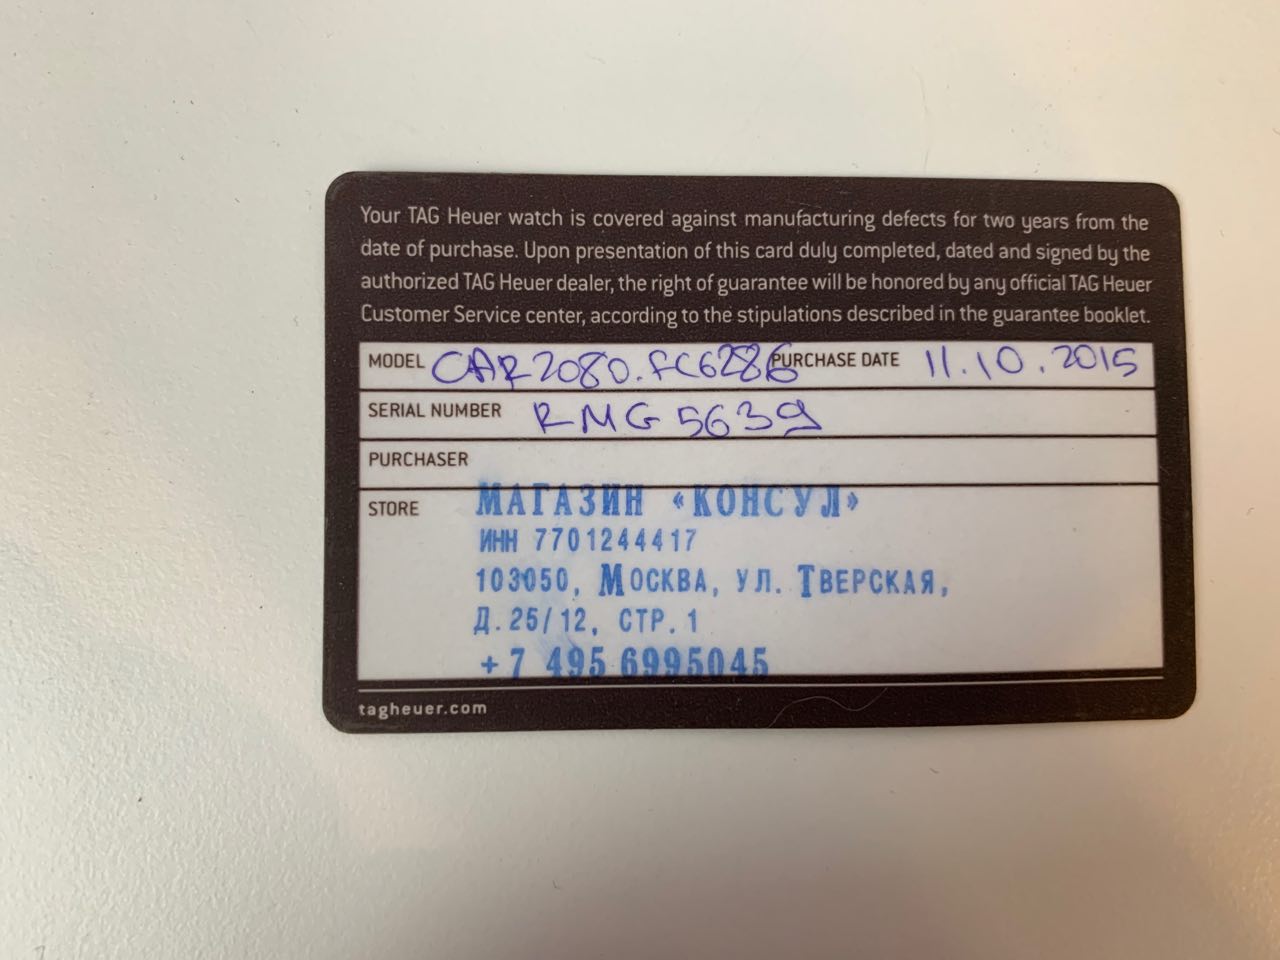 Your TAG Heuer watch is covered against manufacturing defects for two years from the
date of purchase. Upon presentation of this card duly completed, dated and signed by the
authorized TAG Heuer dealer, the right of guarantee will be honored by any official TAG Heuer
Customer Service center, according to the stipulations described in the guarantee booklet.
MODEL CAR2080.FC6286 PURCHASE DATE 11.10.2015
SERIAL NUMBER RMG 5639
PURCHASER
STORE МАГАЗИН «КОНСУЛ»
ИНН 7701244417
103050, МОСКВА, УЛ. ТВЕРСКАЯ,
Д.25/12, СТР.1
+7 495 6995045
tagheuer.com